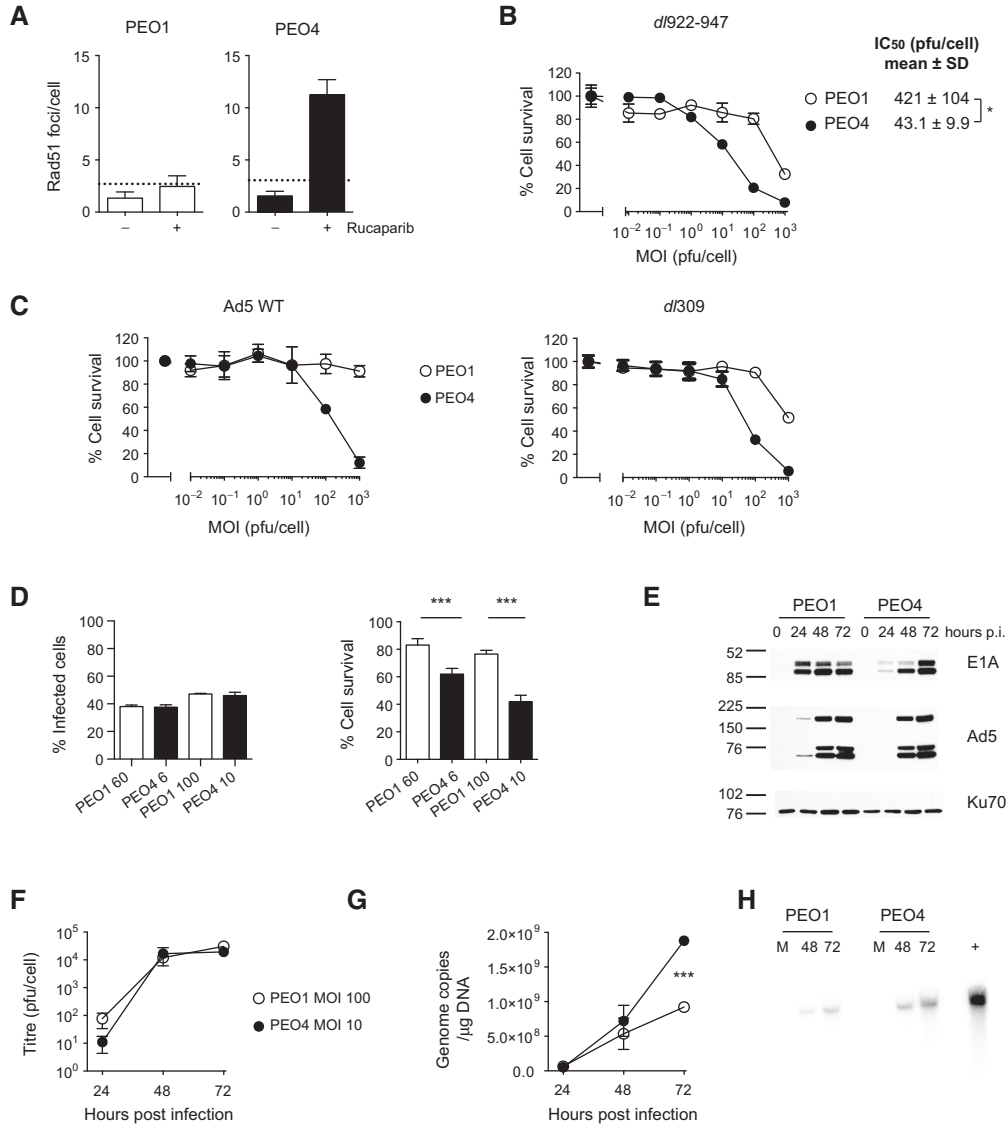 A
PEO1
PEO4
Rad51 foci/cell
15
10
5
0
15
10
5
0
– + – + Rucaparib
B
dl922-947
IC50 (pfu/cell)
mean ± SD
PEO1 421 ± 104
PEO4 43.1 ± 9.9
*
% Cell survival
120
100
80
60
40
20
0
10⁻² 10⁻¹ 10⁰ 10¹ 10² 10³
MOI (pfu/cell)
C
Ad5 WT
% Cell survival
120
100
80
60
40
20
0
10⁻² 10⁻¹ 10⁰ 10¹ 10² 10³
MOI (pfu/cell)
PEO1
PEO4
dl309
% Cell survival
120
100
80
60
40
20
0
10⁻² 10⁻¹ 10⁰ 10¹ 10² 10³
MOI (pfu/cell)
D
% Infected cells
100
80
60
40
20
0
PEO1 60
PEO4 6
PEO1 100
PEO4 10
*** ***
% Cell survival
100
80
60
40
20
0
PEO1 60
PEO4 6
PEO1 100
PEO4 10
E
PEO1 PEO4
0 24 48 72 0 24 48 72 hours p.i.
52
85
E1A
225
150
76
Ad5
102
76
Ku70
F
Titre (pfu/cell)
10⁵
10⁴
10³
10²
10¹
10⁰
24 48 72
Hours post infection
PEO1 MOI 100
PEO4 MOI 10
G
Genome copies
/µg DNA
2.0×10⁹
1.5×10⁹
1.0×10⁹
5.0×10⁸
0.0
***
24 48 72
Hours post infection
H
PEO1 PEO4
M 48 72 M 48 72 +